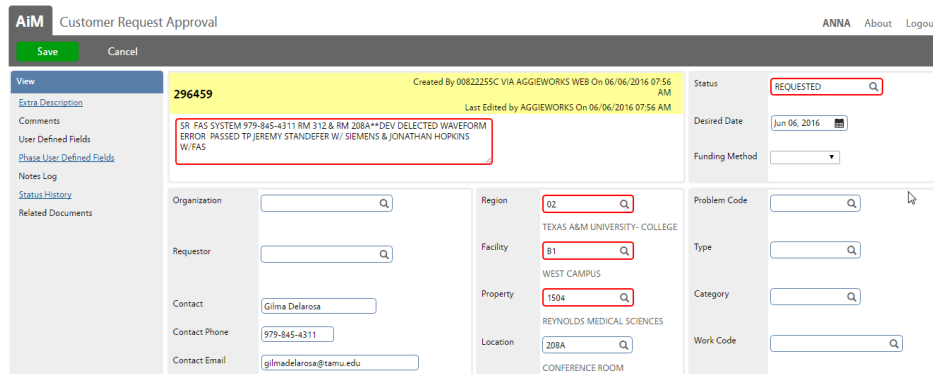 AiM Customer Request Approval ANNA About Logou
Save Cancel
View
Extra Description
Comments
User Defined Fields
Phase User Defined Fields
Notes Log
Status History
Related Documents
296459
Created By 00822255C VIA AGGIEWORKS WEB On 06/06/2016 07:56
AM
Last Edited by AGGIEWORKS On 06/06/2016 07:56 AM
SR FAS SYSTEM 979-845-4311 RM 312 & RM 208A**DEV DELECTED WAVEFORM
ERROR PASSED TP JEREMY STANDEFER W/ SIEMENS & JONATHAN HOPKINS
W/FAS
Status REQUESTED
Desired Date Jun 06, 2016
Funding Method
Organization
Requestor
Contact Gilma Delarosa
Contact Phone 979-845-4311
Contact Email gilmadelarosa@tamu.edu
Region 02
TEXAS A&M UNIVERSITY- COLLEGE
Facility B1
WEST CAMPUS
Property 1504
REYNOLDS MEDICAL SCIENCES
Location 208A
CONFERENCE ROOM
Problem Code
Type
Category
Work Code